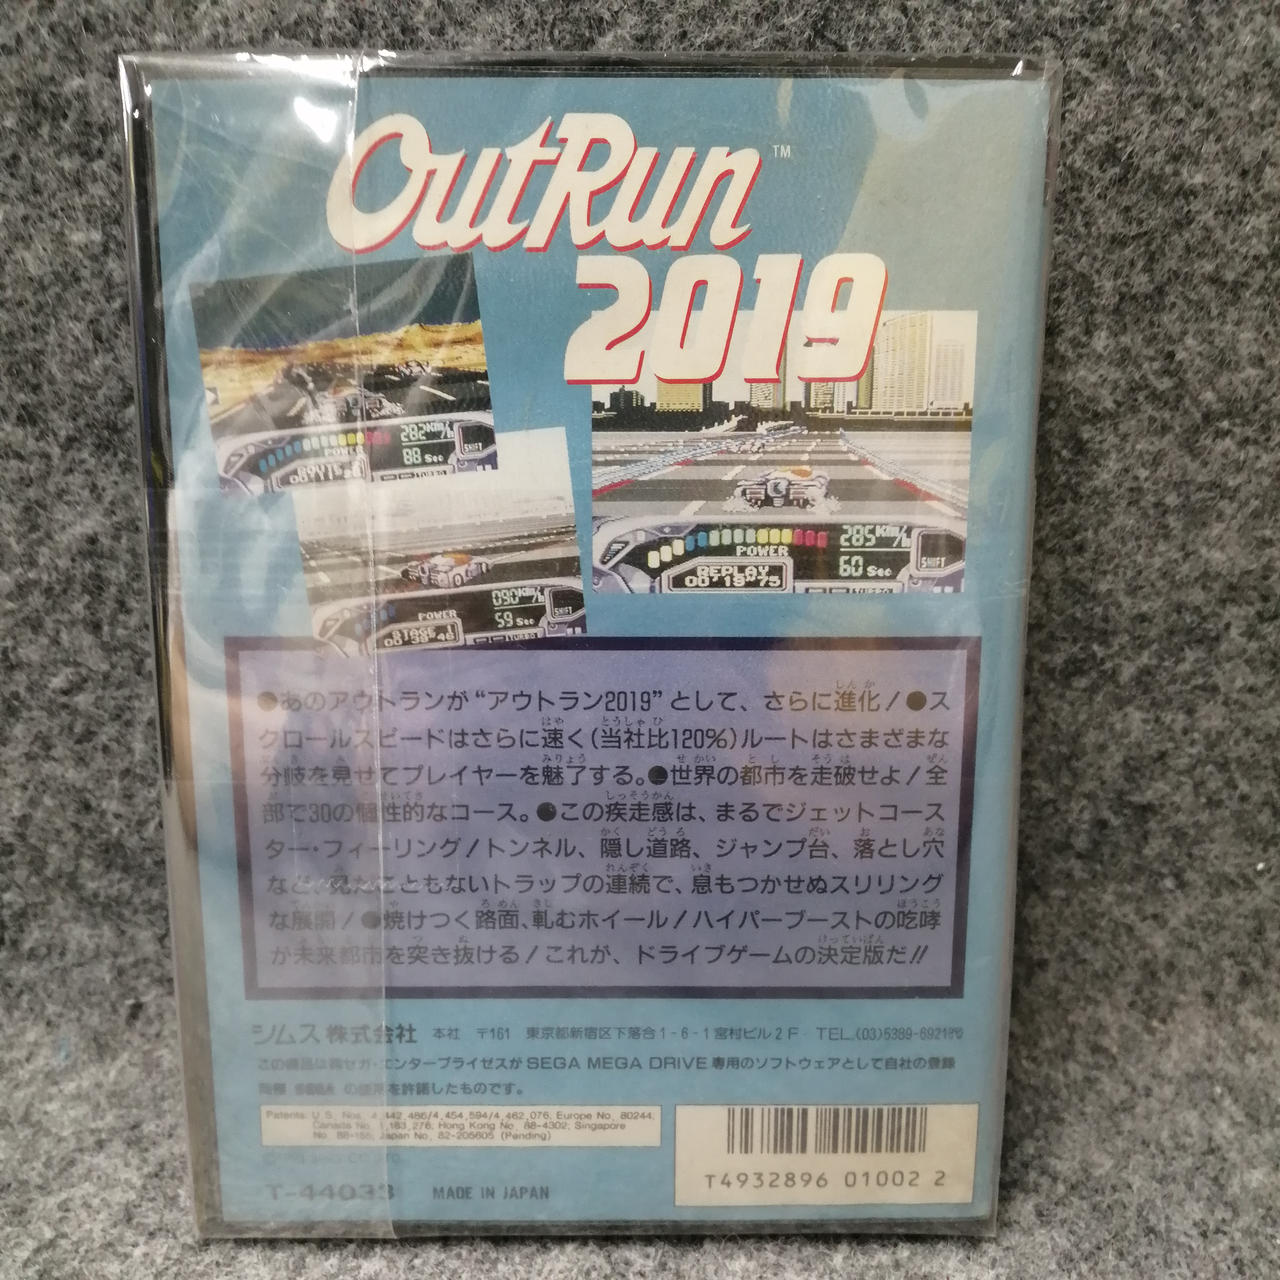 OutRun™
2019
282Km/h
POWER
88 Sec
SHIFT
TURBO
285Km/h
POWER
60 Sec
SHIFT
REPLAY
00'19"75
090Km/h
POWER
59 Sec
SHIFT
STAGE 1
00'39"46
TURBO
●あのアウトランが“アウトラン2019”として、さらに進化！●ス
クロールスピードはさらに速く(当社比120%)ルートはさまざまな
分岐を見せてプレイヤーを魅了する。●世界の都市を走破せよ！全
部で30の個性的なコース。●この疾走感は、まるでジェットコース
ター・フィーリング！トンネル、隠し道路、ジャンプ台、落とし穴
など、見たこともないトラップの連続で、息もつかせぬスリリング
な展開！●焼けつく路面、軋むホイール！ハイパーブーストの咆哮
が未来都市を突き抜ける！これが、ドライブゲームの決定版だ!!
シムス株式会社 本社 〒161 東京都新宿区下落合1-6-1宮村ビル2F TEL.(03)5389-6921㈹
この商品は㈱セガ・エンタープライゼスがSEGA MEGA DRIVE専用のソフトウェアとして自社の登録
商標 SEGA の使用を許諾したものです。
Patents: U.S. Nos. 4,442,486/4,454,594/4,462,076; Europe No. 80244;
Canada No. 1,183,276; Hong Kong No. 88-4302; Singapore
No. 88-155; Japan No. 82-205605 (Pending)
T-44033 MADE IN JAPAN
T4932896 01002 2